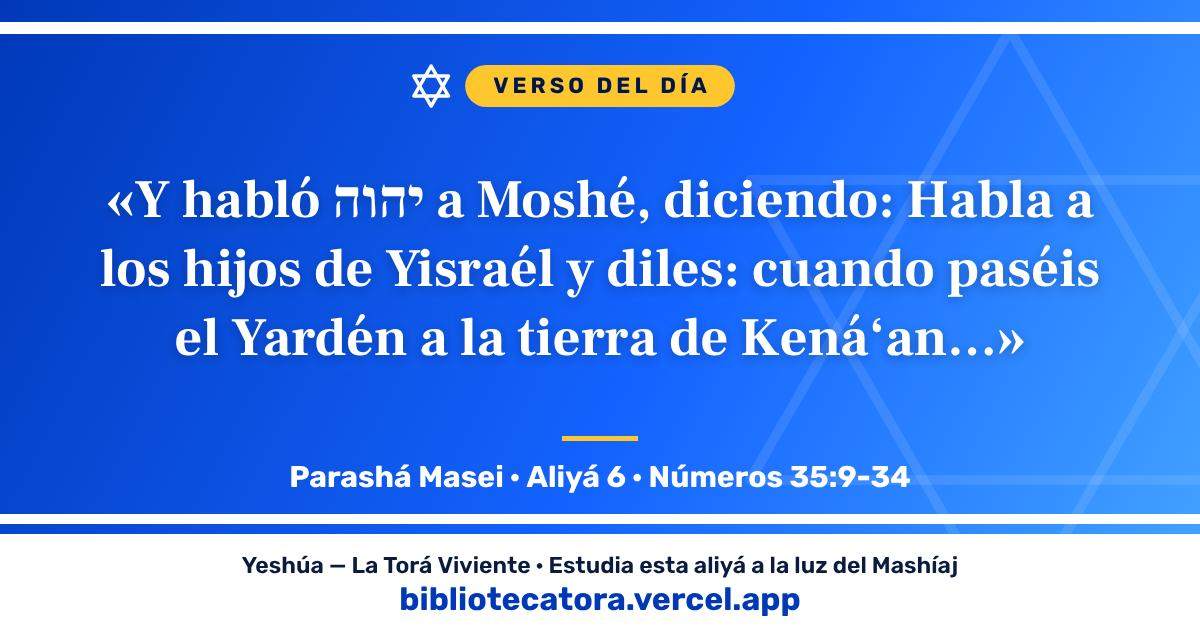 VERSO DEL DÍA
«Y habló יהוה a Moshé, diciendo: Habla a
los hijos de Yisraél y diles: cuando paséis
el Yardén a la tierra de Kená‘an…»
Parashá Masei • Aliyá 6 • Números 35:9-34
Yeshúa — La Torá Viviente • Estudia esta aliyá a la luz del Mashíaj
bibliotecatora.vercel.app